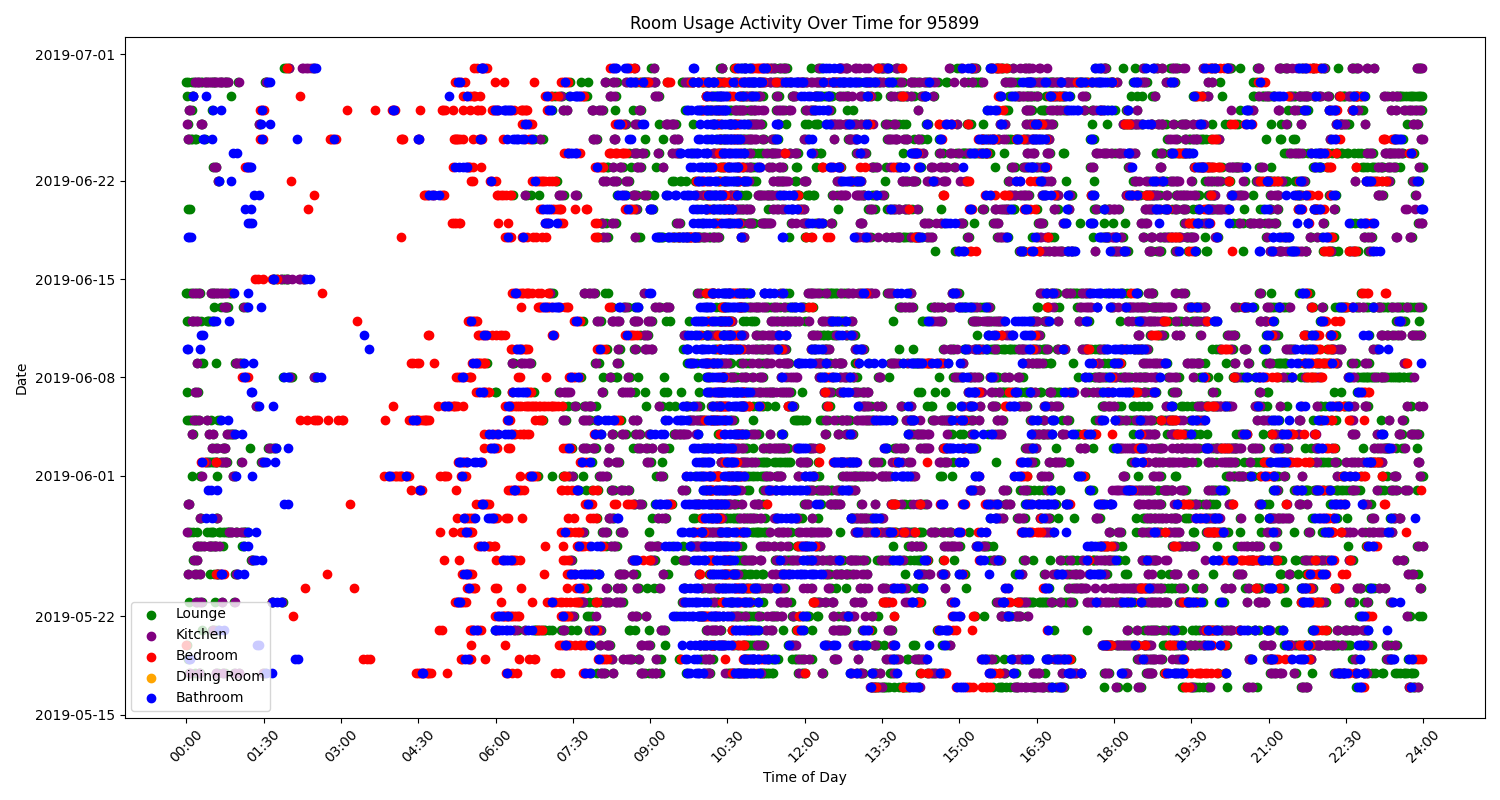 Room Usage Activity Over Time for 95899
Date
2019-07-01
2019-06-22
2019-06-15
2019-06-08
2019-06-01
2019-05-22
2019-05-15
Lounge
Kitchen
Bedroom
Diining Room
Bathroom
00:00 01:30 03:00 04:30 06:00 07:30 09:00 10:30 12:00 13:30 15:00 16:30 18:00 19:30 21:00 22:30 24:00
Time of Day